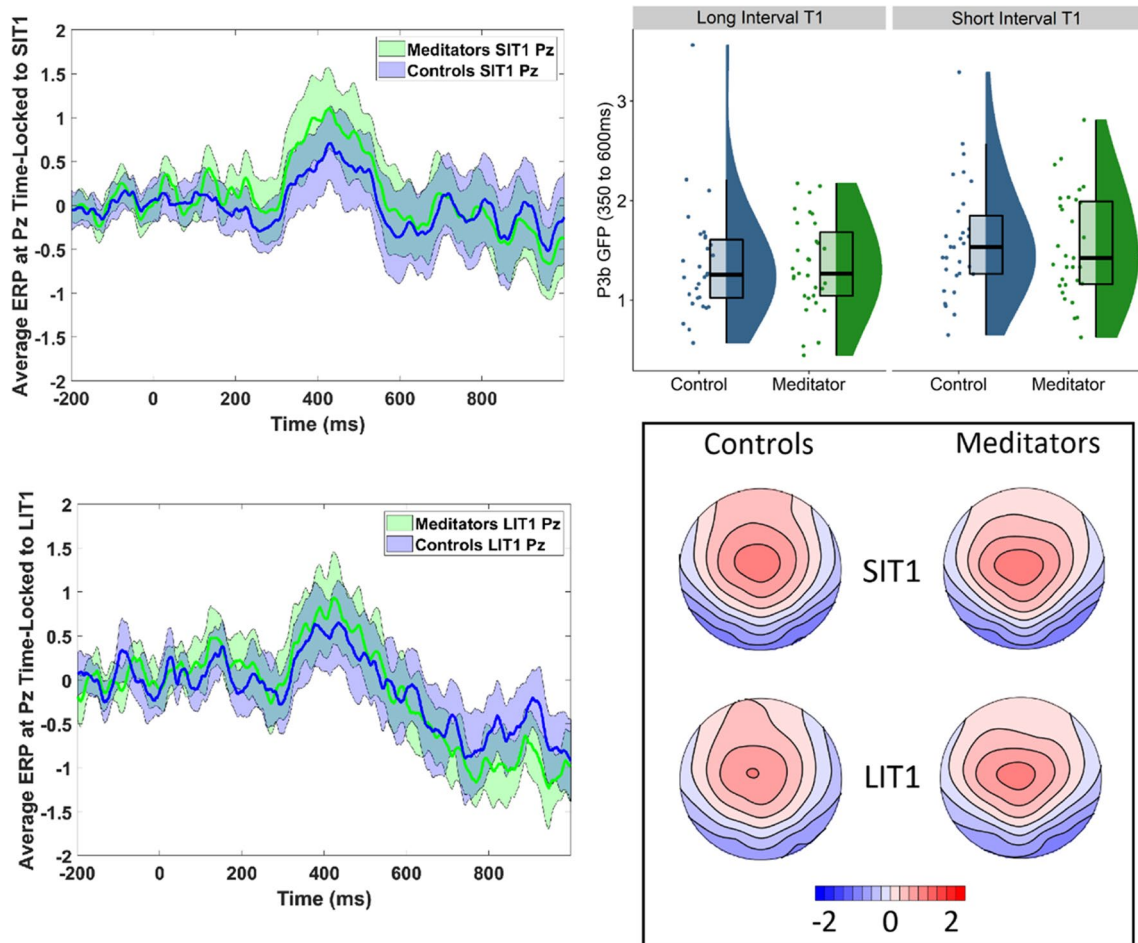 Average ERP at Pz Time-Locked to SIT1
2
1.5
1
0.5
0
-0.5
-1
-1.5
-2
Meditators SIT1 Pz
Controls SIT1 Pz
-200 0 200 400 600 800
Time (ms)
Long Interval T1 Short Interval T1
P3b GFP (350 to 600ms)
3
2
1
Control Meditator Control Meditator
Average ERP at Pz Time-Locked to LIT1
2
1.5
1
0.5
0
-0.5
-1
-1.5
-2
Meditators LIT1 Pz
Controls LIT1 Pz
-200 0 200 400 600 800
Time (ms)
Controls Meditators
SIT1
LIT1
-2 0 2